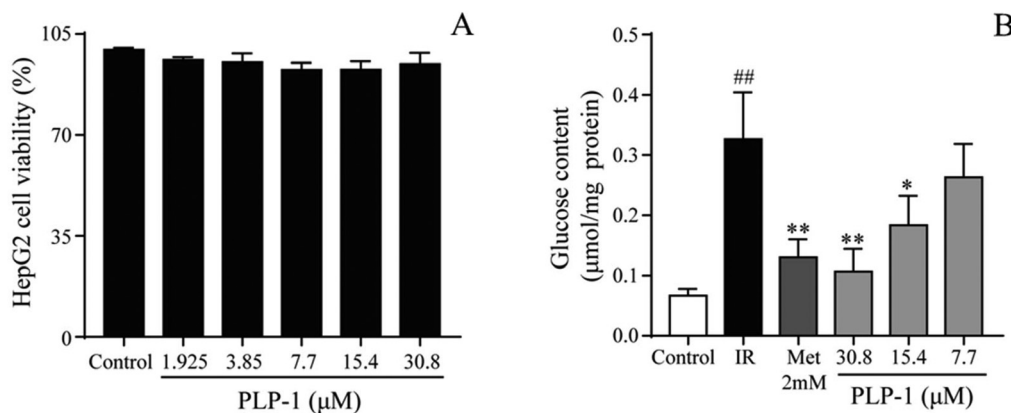 A
HepG2 cell viability (%)
105
70
35
0
Control 1.925 3.85 7.7 15.4 30.8
PLP-1 (μM)
B
Glucose content
(μmol/mg protein)
0.5
0.4
0.3
0.2
0.1
0.0
##
**
**
*
Control IR Met 30.8 15.4 7.7
2mM
PLP-1 (μM)